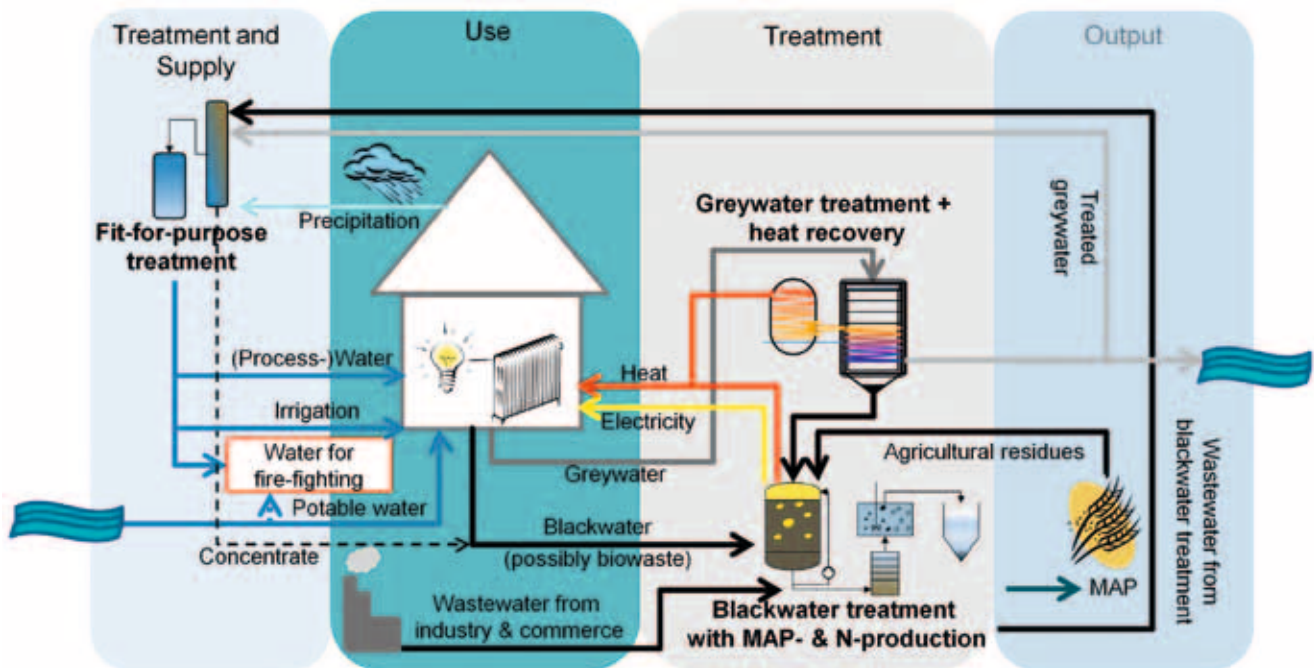 Treatment and
Supply
Use
Treatment
Output
Precipitation
Fit-for-purpose
treatment
Greywater treatment +
heat recovery
Treated
greywater
(Process-)Water
Heat
Irrigation
Electricity
Water for
fire-fighting
Greywater
Agricultural residues
Potable water
Blackwater
(possibly biowaste)
Concentrate
Wastewater from
blackwater treatment
MAP
Wastewater from
industry & commerce
Blackwater treatment
with MAP- & N-production